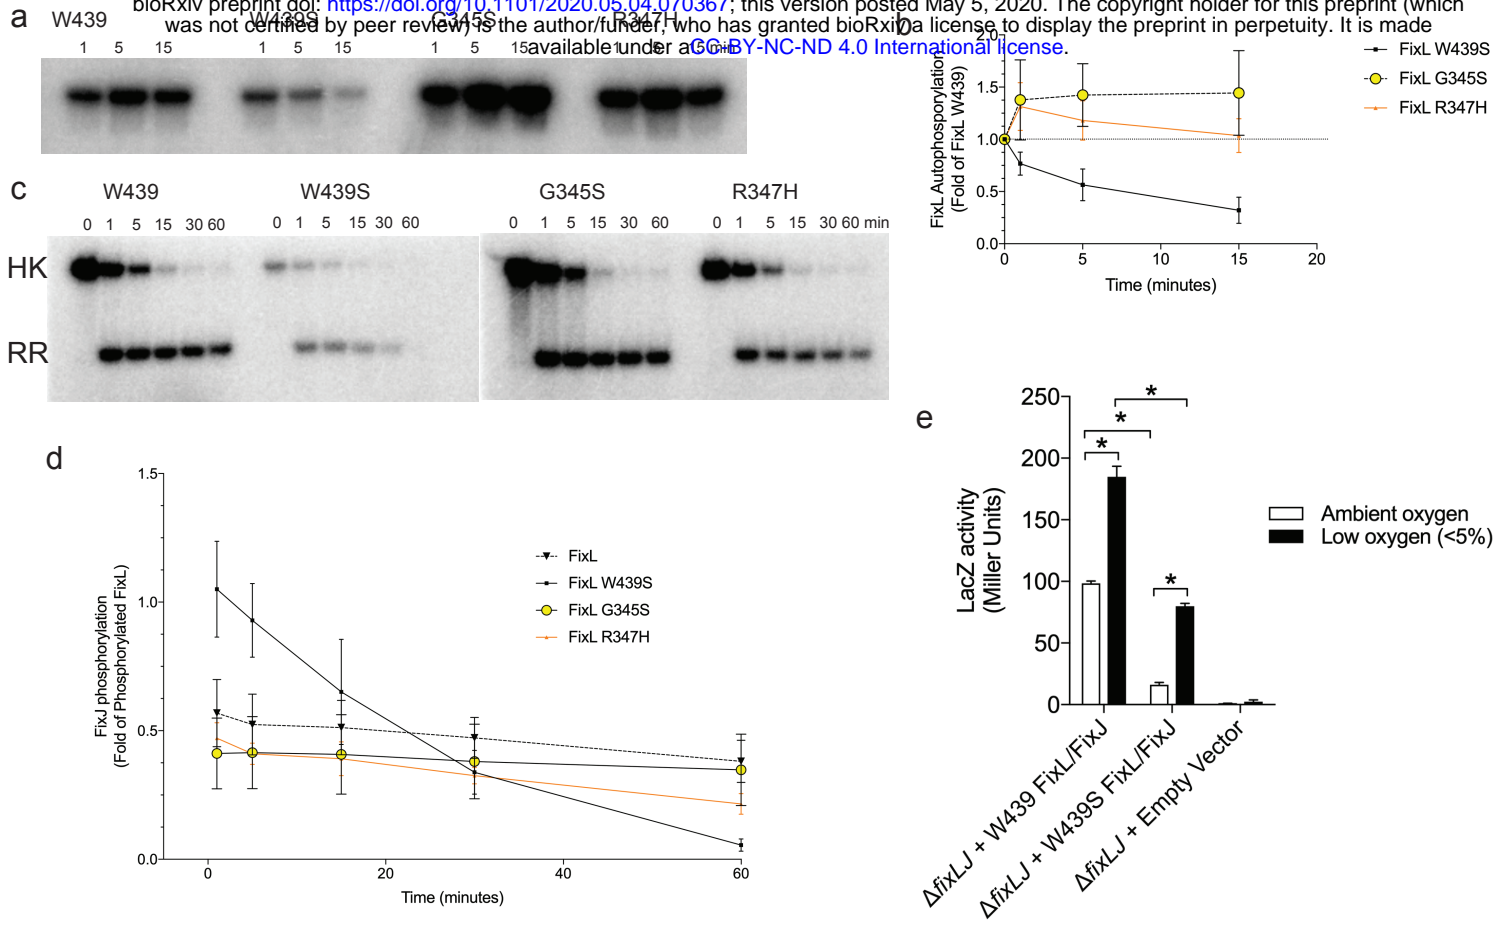 bioRxiv preprint doi: https://doi.org/10.1101/2020.05.04.070367; this version posted May 5, 2020. The copyright holder for this preprint (which
was not certified by peer review) is the author/funder, who has granted bioRxiv a license to display the preprint in perpetuity. It is made
available under aCC-BY-NC-ND 4.0 International license.
a
W439 W439S G345S R347H
1 5 15 1 5 15 1 5 15 1 5 15 min
b
2.0
1.5
1.0
0.5
0.0
0 5 10 15 20
Time (minutes)
FixL Autophosporylation
(Fold of FixL W439)
FixL W439S
FixL G345S
FixL R347H
c
W439 W439S G345S R347H
0 1 5 15 30 60 0 1 5 15 30 60 0 1 5 15 30 60 0 1 5 15 30 60 min
HK
RR
d
1.5
1.0
0.5
0.0
0 20 40 60
Time (minutes)
FixJ phosphorylation
(Fold of Phosphorylated FixL)
FixL
FixL W439S
FixL G345S
FixL R347H
e
250
200
150
100
50
0
LacZ activity
(Miller Units)
* * * *
Ambient oxygen
Low oxygen (<5%)
ΔfixLJ + W439 FixL/FixJ
ΔfixLJ + W439S FixL/FixJ
ΔfixLJ + Empty Vector